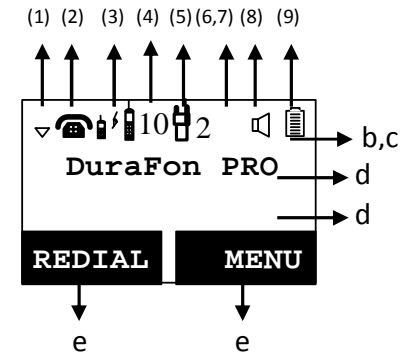 (1) (2) (3) (4) (5) (6,7) (8) (9)
10 2
b,c
DuraFon PRO
d
d
REDIAL MENU
e e